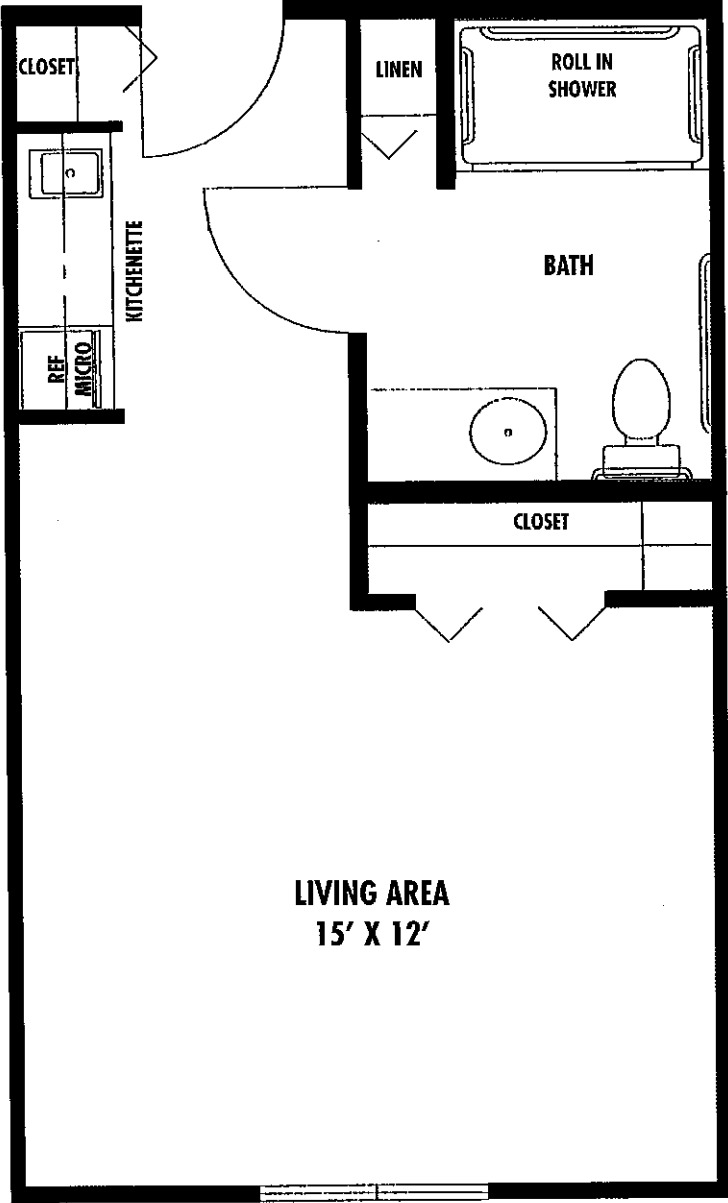 CLOSET
LINEN
ROLL IN
SHOWER
KITCHENETTE
BATH
REF
MICRO
CLOSET
LIVING AREA
15' X 12'